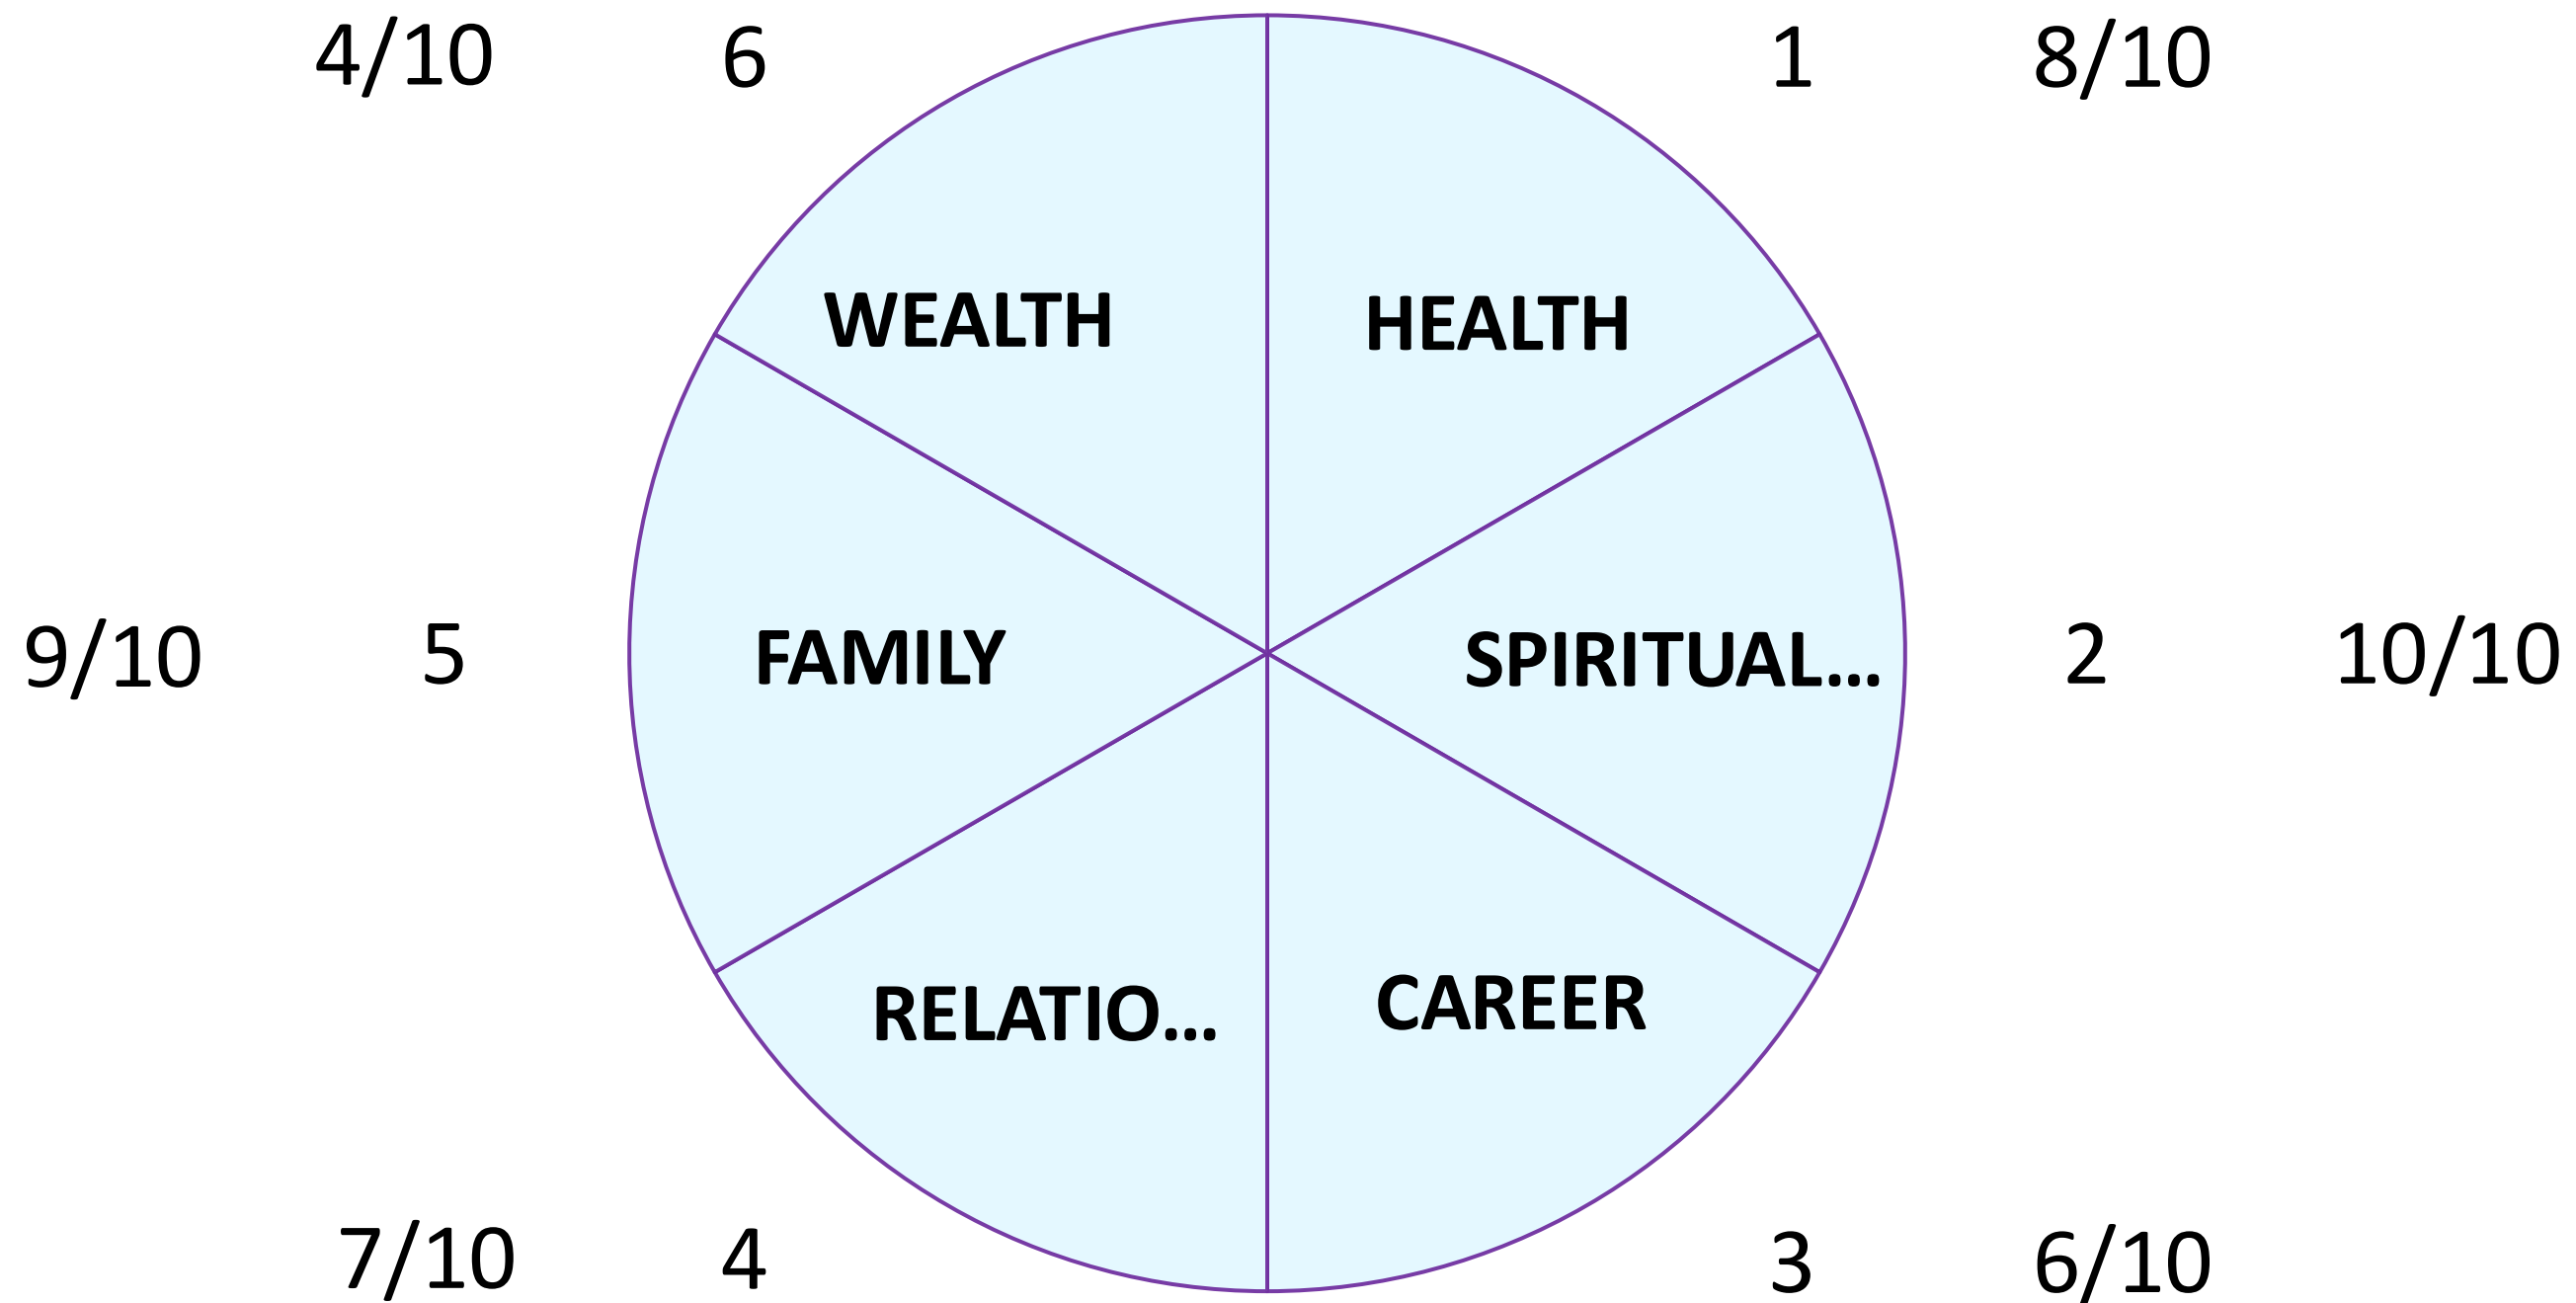 4/10 6 1 8/10
WEALTH HEALTH
9/10 5 FAMILY SPIRITUAL... 2 10/10
RELATIO... CAREER
7/10 4 3 6/10